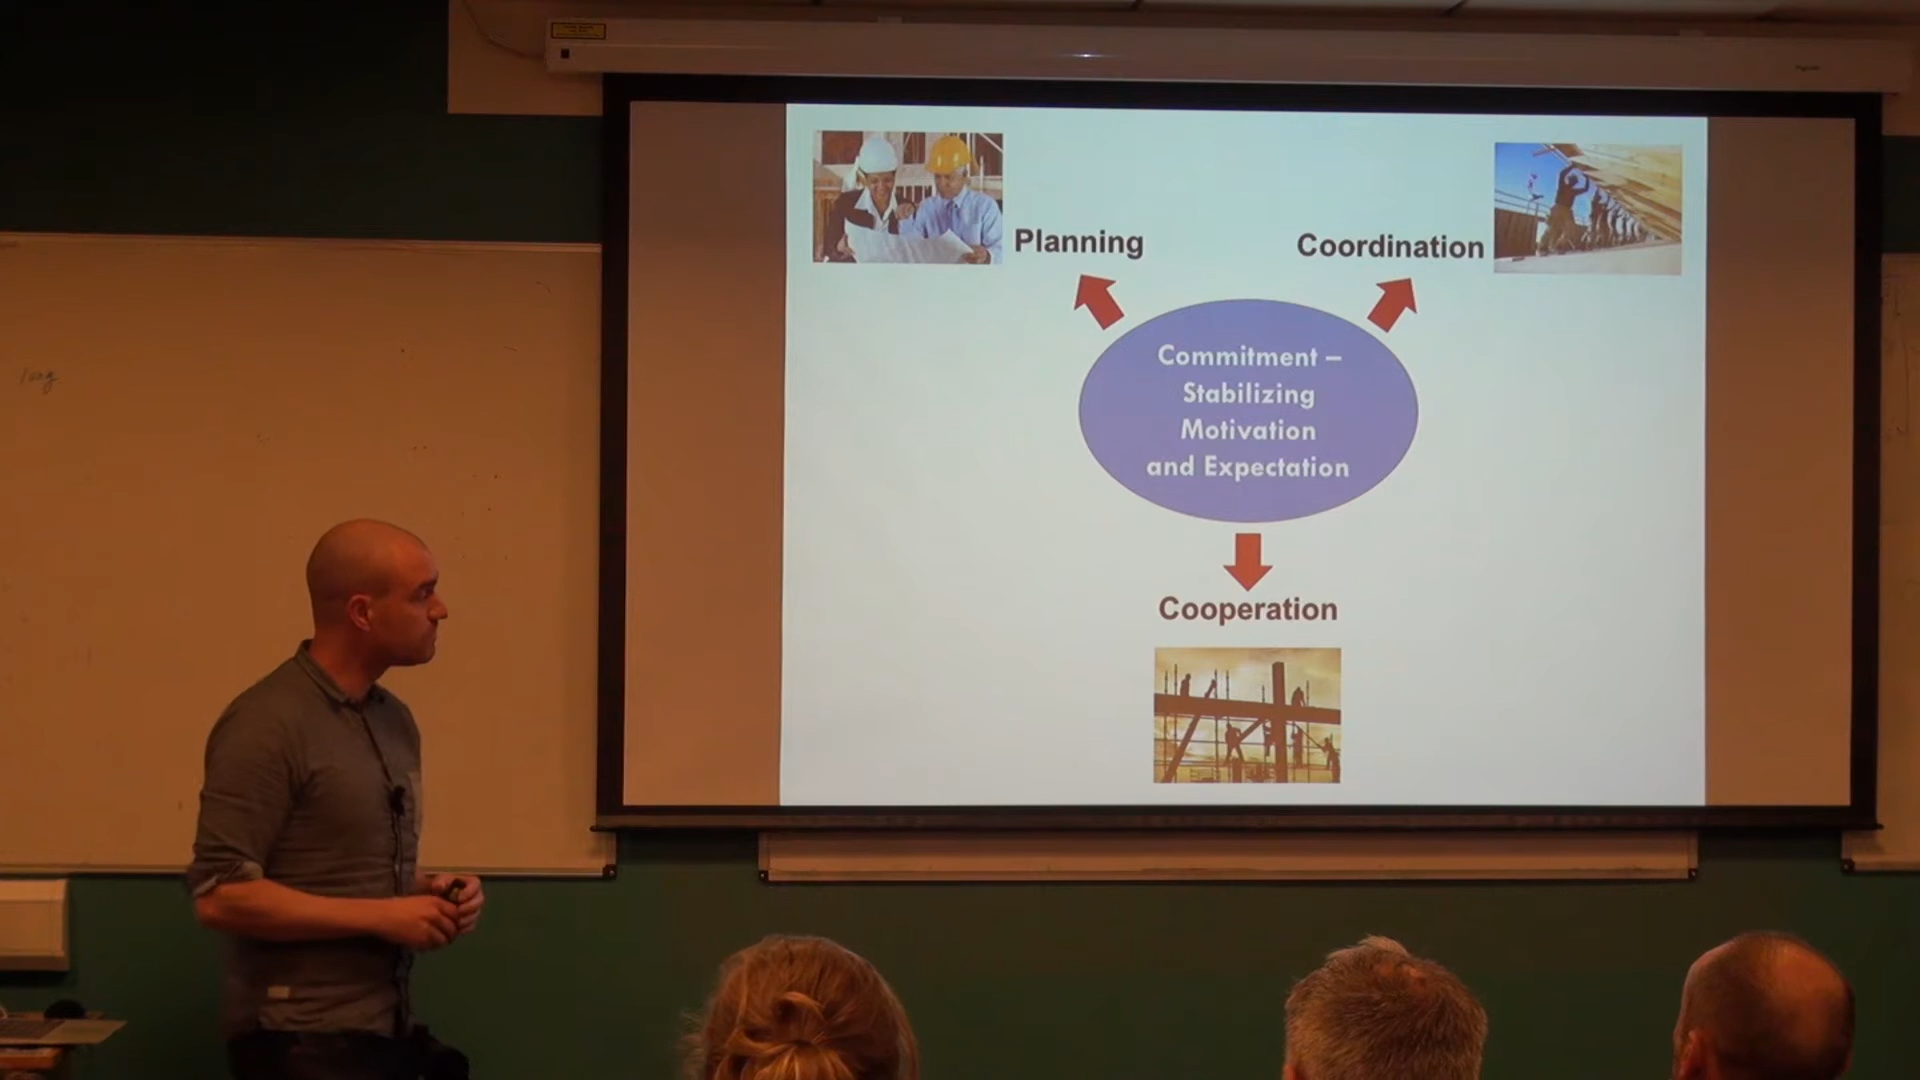 Planning
Coordination
Commitment –
Stabilizing
Motivation
and Expectation
Cooperation